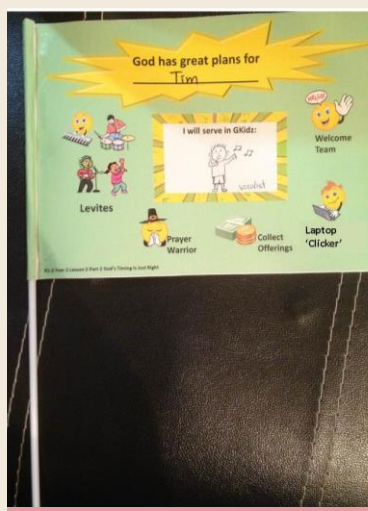 God has great plans for
Tim
HELLO!
I will serve in GKidz:
vocalist
Welcome
Team
Levites
Prayer
Warrior
Collect
Offerings
Laptop
'Clicker'